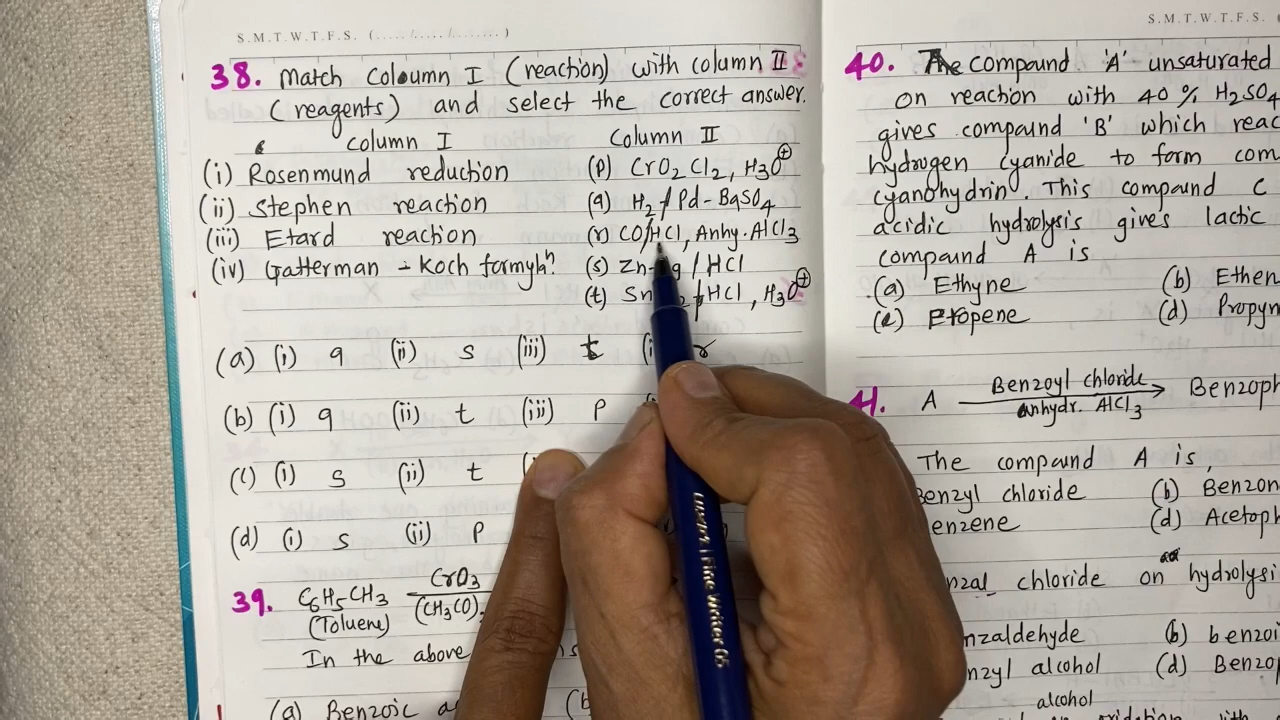 S.M.T.W.T.F.S. (...../...../.......)
38. Match Coloumn I (reaction) with column II
(reagents) and select the correct answer.
column I Column II
(i) Rosenmund reduction (p) CrO2Cl2, H3O⊕
(ii) Stephen reaction (q) H2/Pd-BaSO4
(iii) Etard reaction (r) CO/HCl, Anhy. AlCl3
(iv) Gatterman - Koch formylⁿ. (s) /HCl
(t) /HCl, H3O⊕
(a) (i) q (ii) s (iii) t r
(b) (i) q (ii) t (iii) p
(c) (i) s (ii) t
(d) (i) s (ii) p
39. C6H5CH3 CrO3
(Toluene) (CH3CO)
In the above
(a) Benzoic
S.M.T.W.T.F.S. (
40. The compound 'A' unsaturated
on reaction with 40% H2SO4
gives compound 'B' which reac
hydrogen cyanide to form com
cyanohydrin. This compound C
acidic hydrolysis gives lactic
compound A is
(a) Ethyne (b) Ethen
(c) Propene (d) Propyn
41. A Benzoyl chloride Benzoph
anhydr. AlCl3
The compound A is,
Benzyl chloride (b) Benzon
enzene (d) Acetoph
nzal chloride on hydrolysi
nzaldehyde (b) benzoi
nzyl alcohol (d) Benzo
alcohol
oxidation with